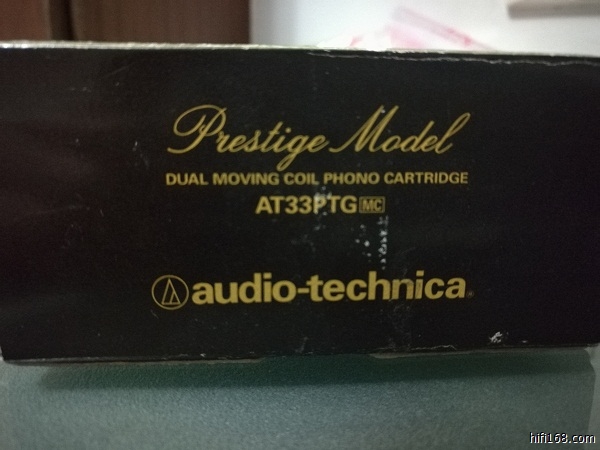 Prestige Model
DUAL MOVING COIL PHONO CARTRIDGE
AT33PTG MC
audio-technica
hifi168.com